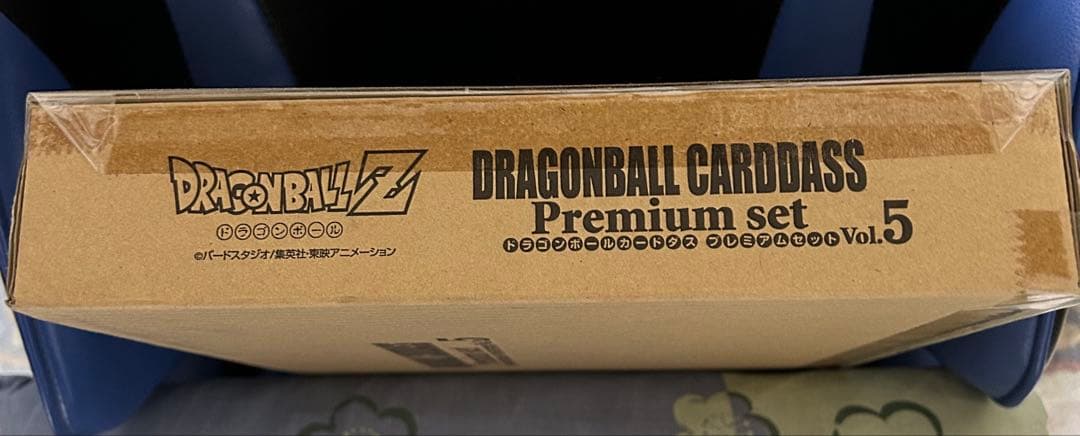 DRAGONBALL Z
ドラゴンボール
©バードスタジオ/集英社・東映アニメーション
DRAGONBALL CARDDASS
Premium set
ドラゴンボールカードダス プレミアムセット Vol.5